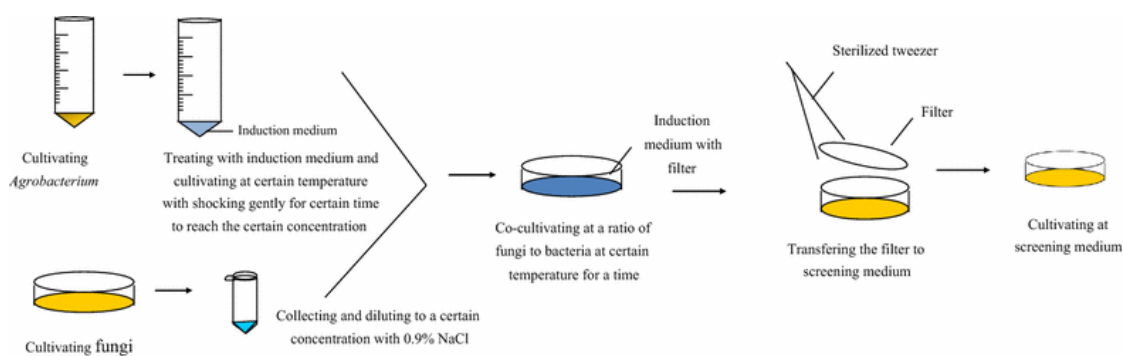 Cultivating
Agrobacterium
Induction medium
Treating with induction medium and
cultivating at certain temperature
with shocking gently for certain time
to reach the certain concentration
Cultivating fungi
Collecting and diluting to a certain
concentration with 0.9% NaCl
Induction
medium with
filter
Co-cultivating at a ratio of
fungi to bacteria at certain
temperature for a time
Sterilized tweezer
Filter
Transfering the filter to
screening medium
Cultivating at
screening medium